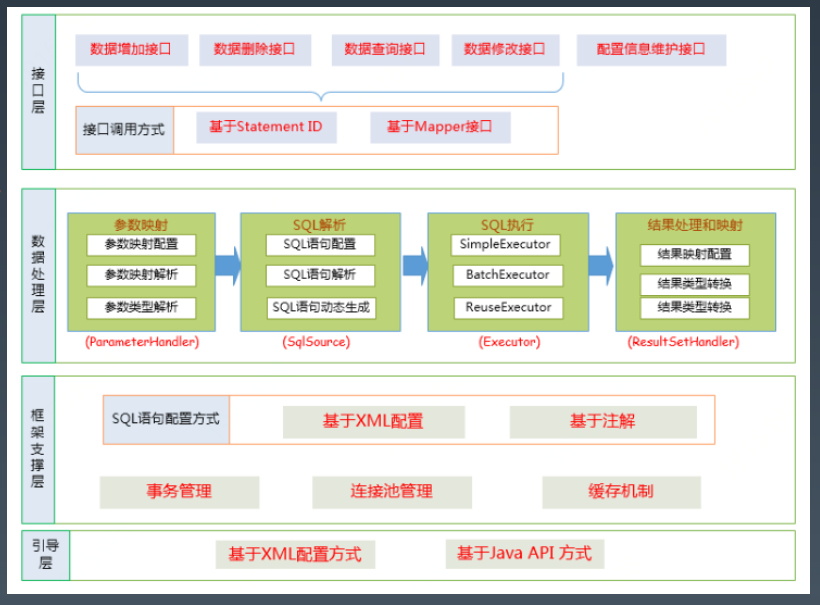 接口层
数据增加接口
数据删除接口
数据查询接口
数据修改接口
配置信息维护接口
接口调用方式
基于Statement ID
基于Mapper接口
数据处理层
参数映射
参数映射配置
参数映射解析
参数类型解析
(ParameterHandler)
SQL解析
SQL语句配置
SQL语句解析
SQL语句动态生成
(SqlSource)
SQL执行
SimpleExecutor
BatchExecutor
ReuseExecutor
(Executor)
结果处理和映射
结果映射配置
结果类型转换
结果类型转换
(ResultSetHandler)
框架支撑层
SQL语句配置方式
基于XML配置
基于注解
事务管理
连接池管理
缓存机制
引导层
基于XML配置方式
基于Java API 方式